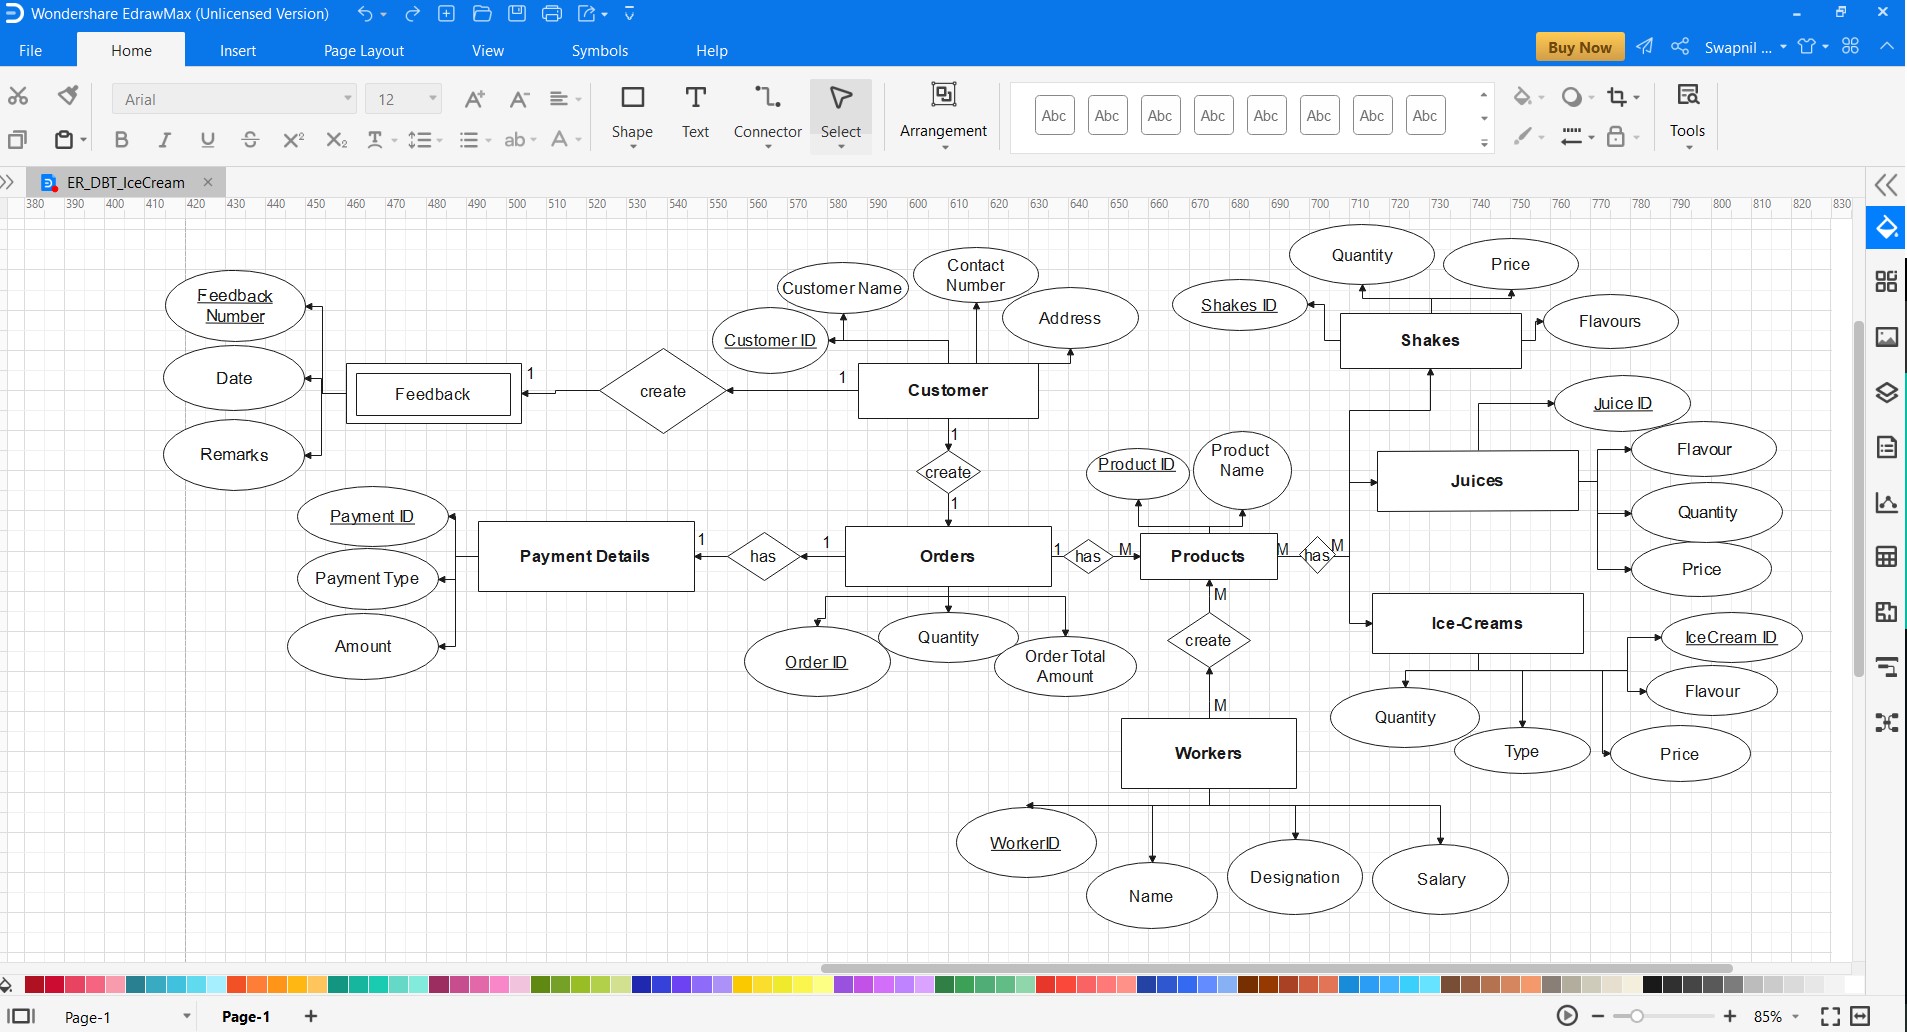 Wondershare EdrawMax (Unlicensed Version)
File Home Insert Page Layout View Symbols Help Buy Now Swapnil ...
Arial 12 A+ A-
B I U S X² X₂ T ab A
Shape Text Connector Select Arrangement Abc Abc Abc Abc Abc Abc Abc Abc Tools
ER_DBT_IceCream
380 390 400 410 420 430 440 450 460 470 480 490 500 510 520 530 540 550 560 570 580 590 600 610 620 630 640 650 660 670 680 690 700 710 720 730 740 750 760 770 780 790 800 810 820 830
Feedback
Number
Date
Remarks
Feedback
1
create
1
Customer ID
Customer Name
Contact
Number
Address
Customer
1
create
1
Payment ID
Payment Type
Amount
Payment Details
1
has
1
Orders
Order ID
Quantity
Order Total
Amount
1
has
M
Product ID
Product
Name
Products
M
has
M
M
create
M
Workers
WorkerID
Name
Designation
Salary
Shakes ID
Quantity
Price
Flavours
Shakes
Juice ID
Flavour
Quantity
Price
Juices
Ice-Creams
IceCream ID
Flavour
Price
Type
Quantity
Page-1 Page-1 + 85%